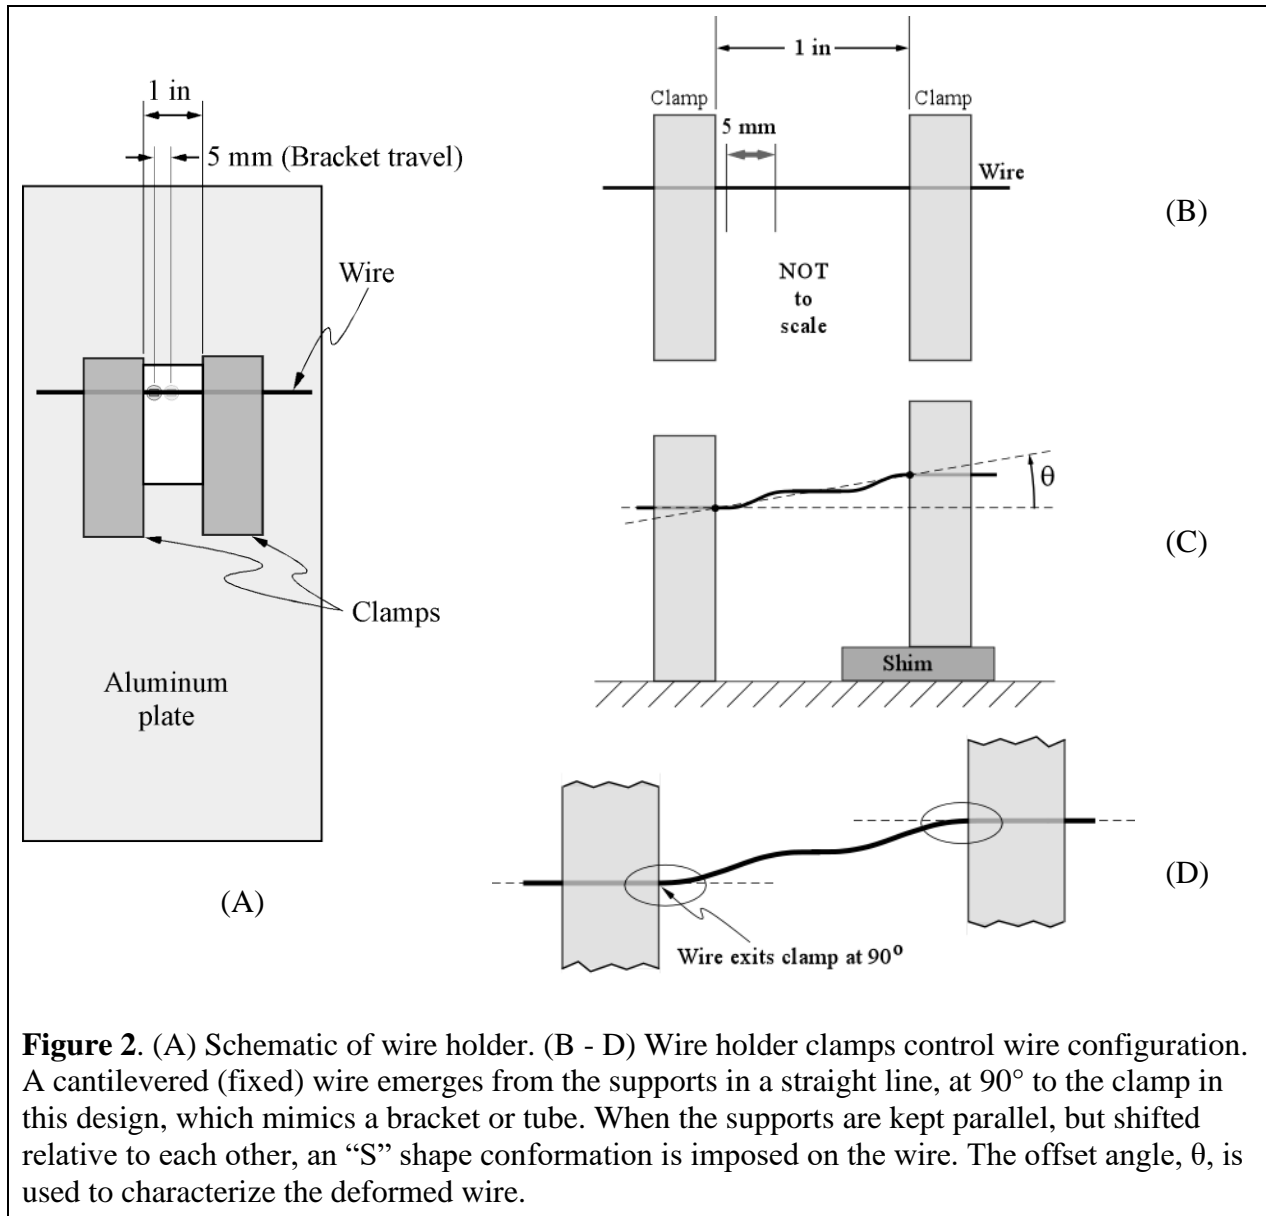 1 in
5 mm (Bracket travel)
Wire
Clamps
Aluminum
plate
(A)
1 in
Clamp
Clamp
5 mm
Wire
NOT
to
scale
(B)
θ
(C)
Shim
(D)
Wire exits clamp at 90⁰
Figure 2. (A) Schematic of wire holder. (B - D) Wire holder clamps control wire configuration.
A cantilevered (fixed) wire emerges from the supports in a straight line, at 90° to the clamp in
this design, which mimics a bracket or tube. When the supports are kept parallel, but shifted
relative to each other, an “S” shape conformation is imposed on the wire. The offset angle, θ, is
used to characterize the deformed wire.